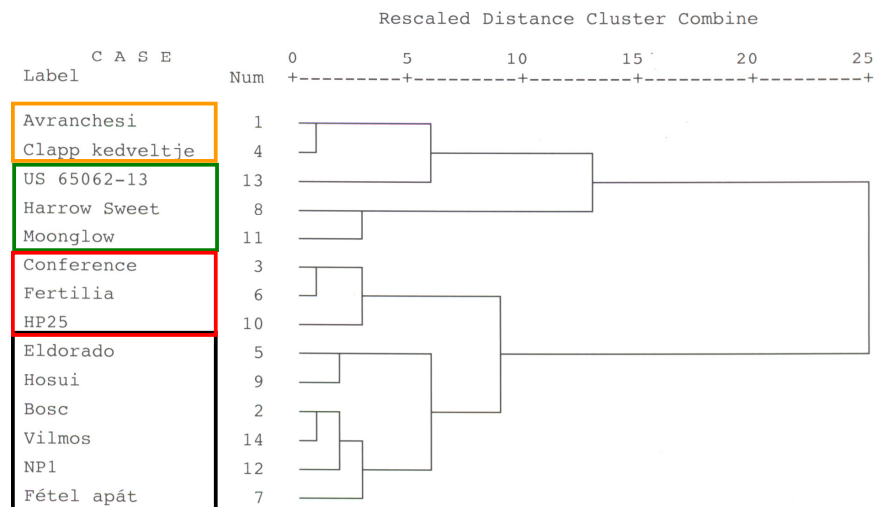 Rescaled Distance Cluster Combine
C A S E 0 5 10 15 20 25
Label Num +---------+---------+---------+---------+---------+
Avranchesi 1
Clapp kedveltje 4
US 65062-13 13
Harrow Sweet 8
Moonglow 11
Conference 3
Fertilia 6
HP25 10
Eldorado 5
Hosui 9
Bosc 2
Vilmos 14
NP1 12
Fétel apát 7